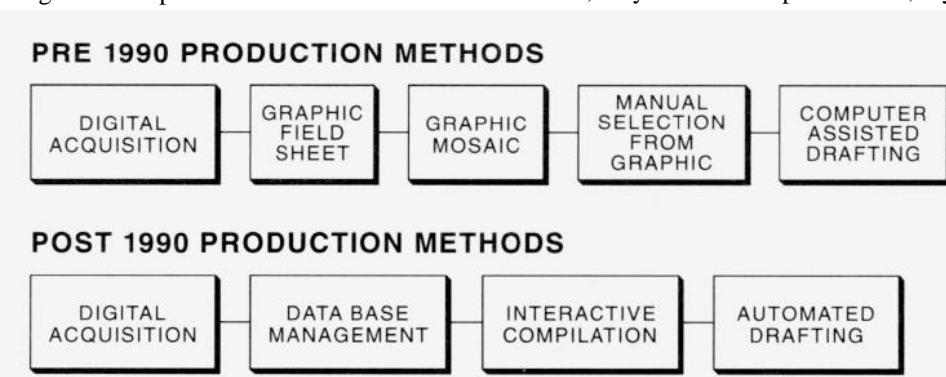 PRE 1990 PRODUCTION METHODS
DIGITAL
ACQUISITION
GRAPHIC
FIELD
SHEET
GRAPHIC
MOSAIC
MANUAL
SELECTION
FROM
GRAPHIC
COMPUTER
ASSISTED
DRAFTING
POST 1990 PRODUCTION METHODS
DIGITAL
ACQUISITION
DATA BASE
MANAGEMENT
INTERACTIVE
COMPILATION
AUTOMATED
DRAFTING